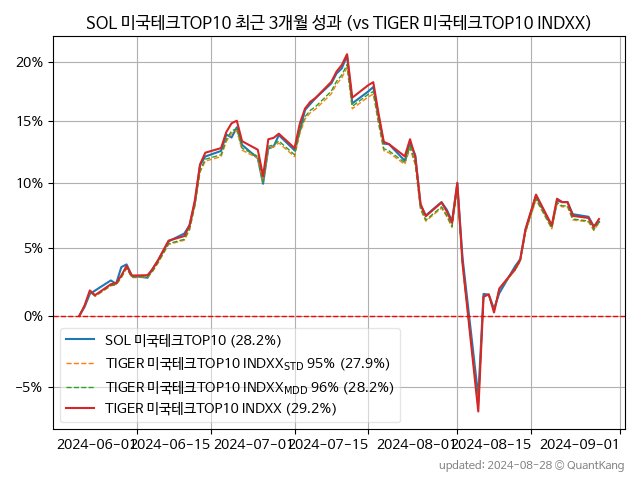 SOL 미국테크TOP10 최근 3개월 성과 (vs TIGER 미국테크TOP10 INDXX)
20%
15%
10%
5%
0%
−5%
SOL 미국테크TOP10 (28.2%)
TIGER 미국테크TOP10 INDXXSTD 95% (27.9%)
TIGER 미국테크TOP10 INDXXMDD 96% (28.2%)
TIGER 미국테크TOP10 INDXX (29.2%)
2024-06-01 2024-06-15 2024-07-01 2024-07-15 2024-08-01 2024-08-15 2024-09-01
updated: 2024-08-28 © QuantKang